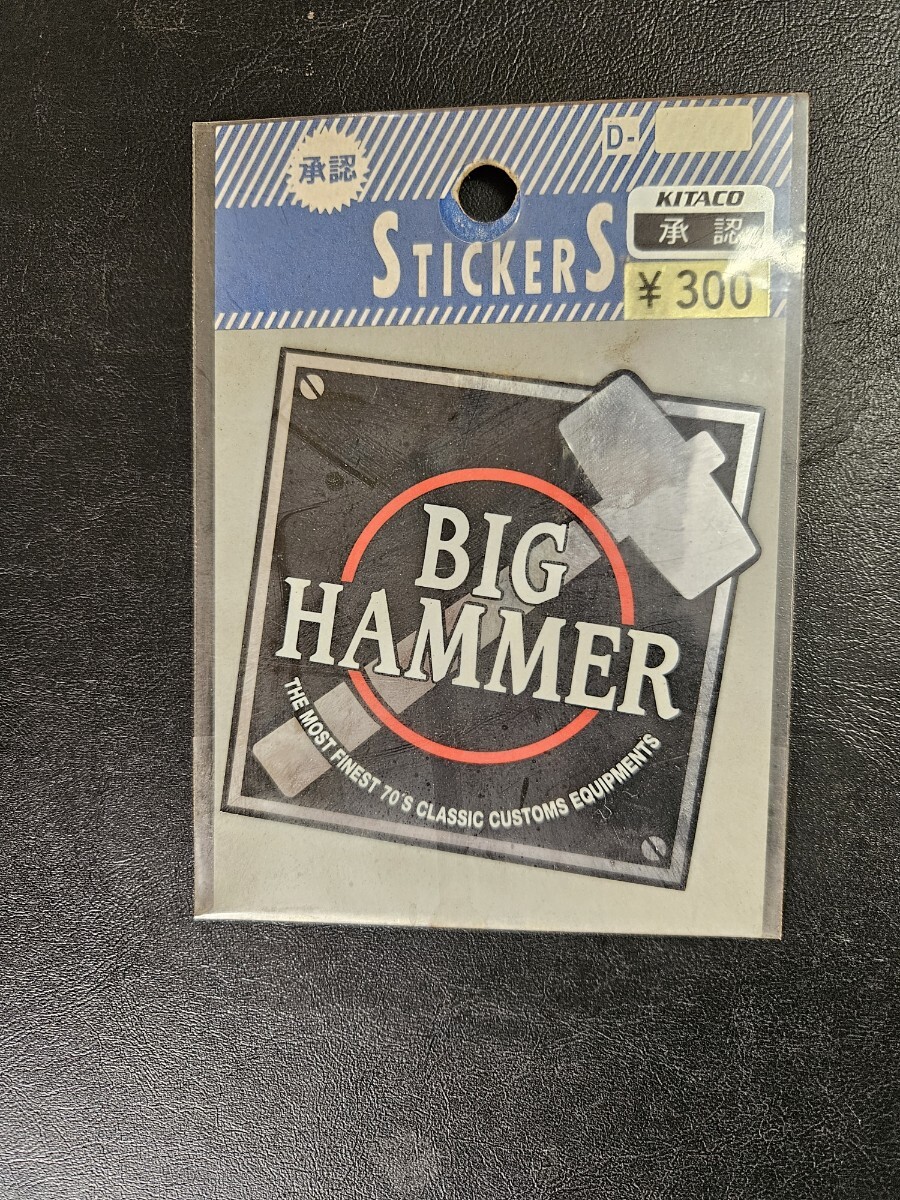 承認
D-
STICKERS
KITACO
承認
¥300
BIG
HAMMER
THE MOST FINEST 70'S CLASSIC CUSTOMS EQUIPMENTS